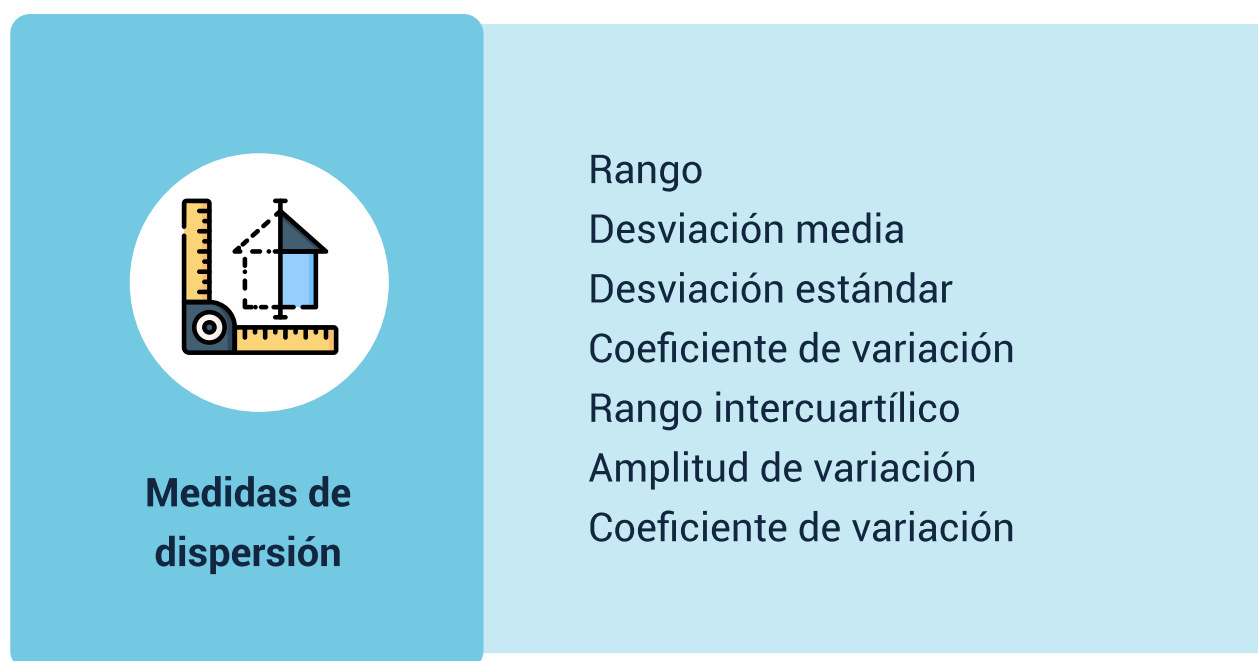 Medidas de
dispersión
Rango
Desviación media
Desviación estándar
Coeficiente de variación
Rango intercuartílico
Amplitud de variación
Coeficiente de variación